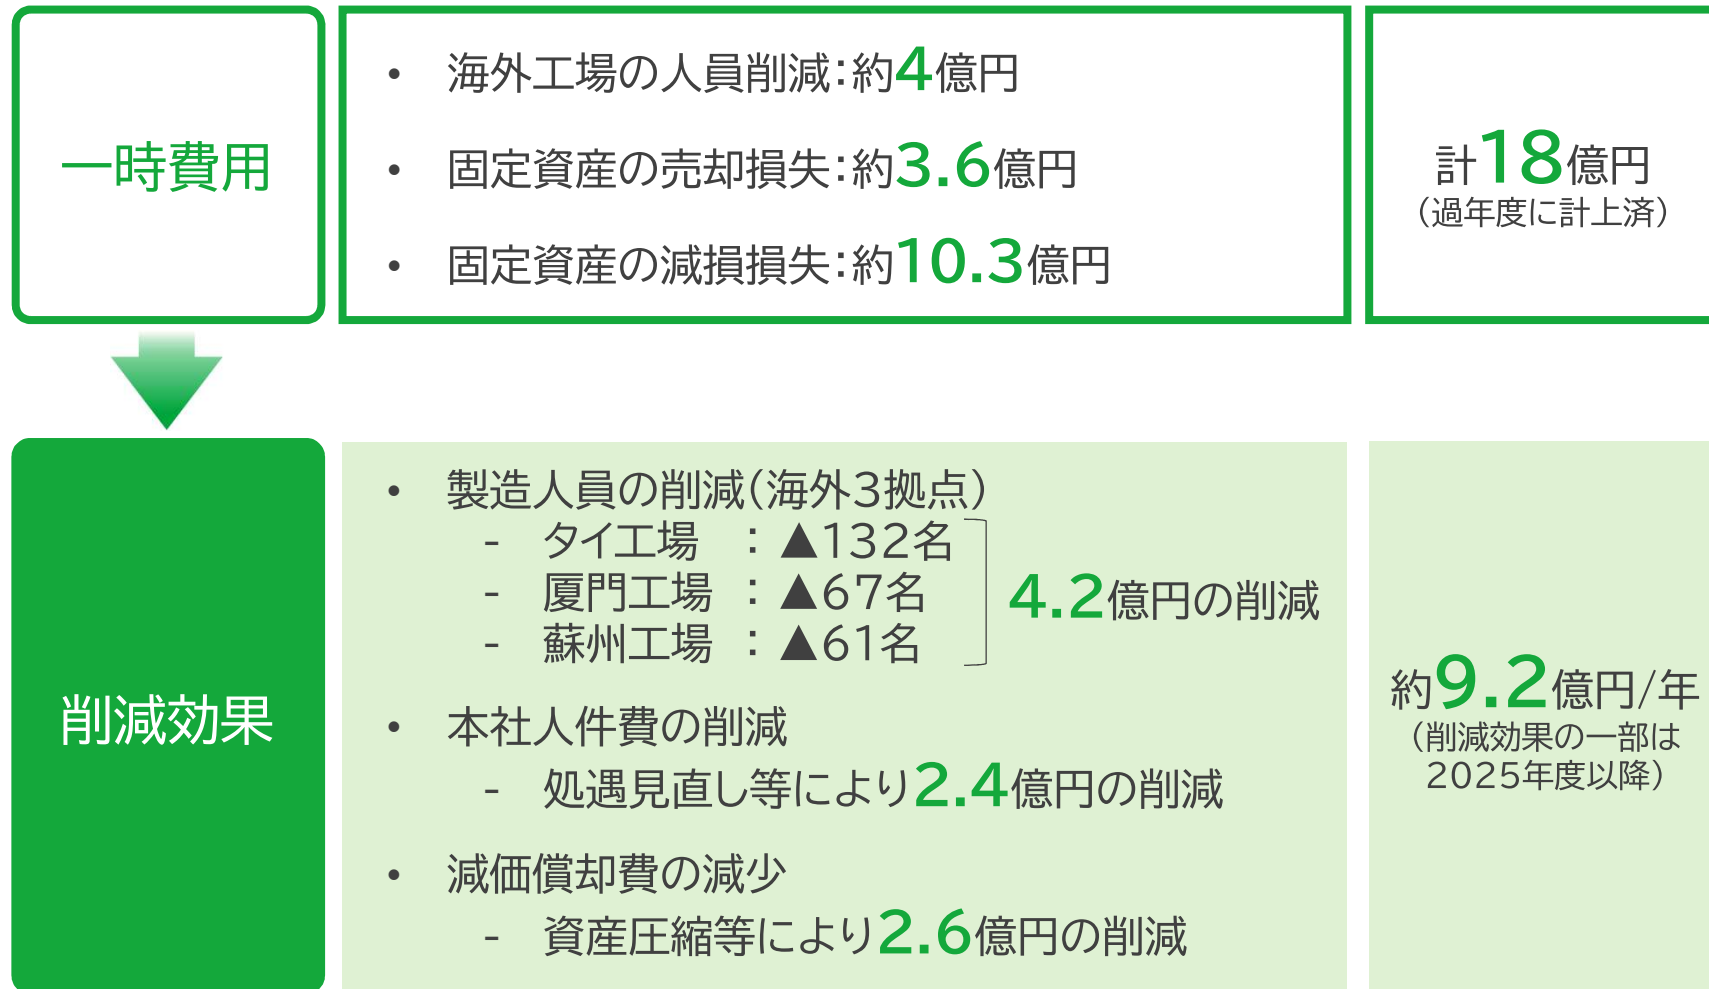 一時費用
• 海外工場の人員削減：約4億円
• 固定資産の売却損失：約3.6億円
• 固定資産の減損損失：約10.3億円
計18億円
（過年度に計上済）
削減効果
• 製造人員の削減（海外3拠点）
- タイ工場 ： ▲132名
- 厦門工場 ： ▲67名
- 蘇州工場 ： ▲61名
4.2億円の削減
• 本社人件費の削減
- 処遇見直し等により2.4億円の削減
• 減価償却費の減少
- 資産圧縮等により2.6億円の削減
約9.2億円/年
（削減効果の一部は
2025年度以降）